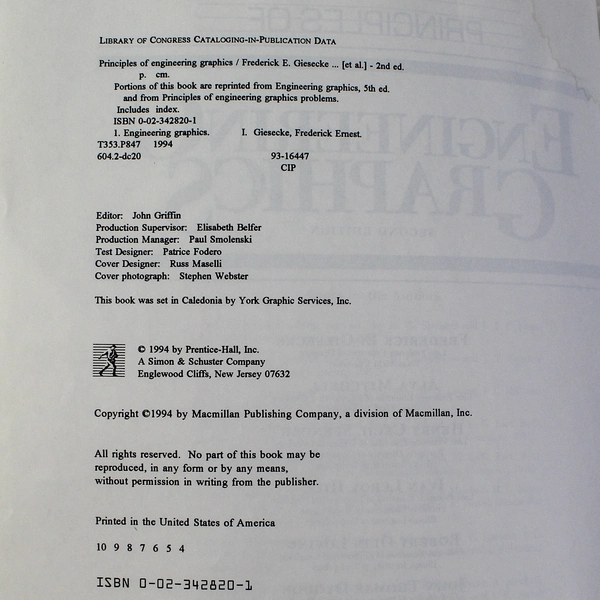 LIBRARY OF CONGRESS CATALOGING-IN-PUBLICATION DATA
Principles of engineering graphics / Frederick E. Giesecke ... [et al.] - 2nd ed.
p. cm.
Portions of this book are reprinted from Engineering graphics, 5th ed.
and from Principles of engineering graphics problems.
Includes index.
ISBN 0-02-342820-1
1. Engineering graphics. I. Giesecke, Frederick Ernest.
T353.P847 1994
604.2-dc20 93-16447
CIP
Editor: John Griffin
Production Supervisor: Elisabeth Belfer
Production Manager: Paul Smolenski
Test Designer: Patrice Fodero
Cover Designer: Russ Maselli
Cover photograph: Stephen Webster
This book was set in Caledonia by York Graphic Services, Inc.
© 1994 by Prentice-Hall, Inc.
A Simon & Schuster Company
Englewood Cliffs, New Jersey 07632
Copyright ©1994 by Macmillan Publishing Company, a division of Macmillan, Inc.
All rights reserved. No part of this book may be
reproduced, in any form or by any means,
without permission in writing from the publisher.
Printed in the United States of America
10 9 8 7 6 5 4
ISBN 0-02-342820-1